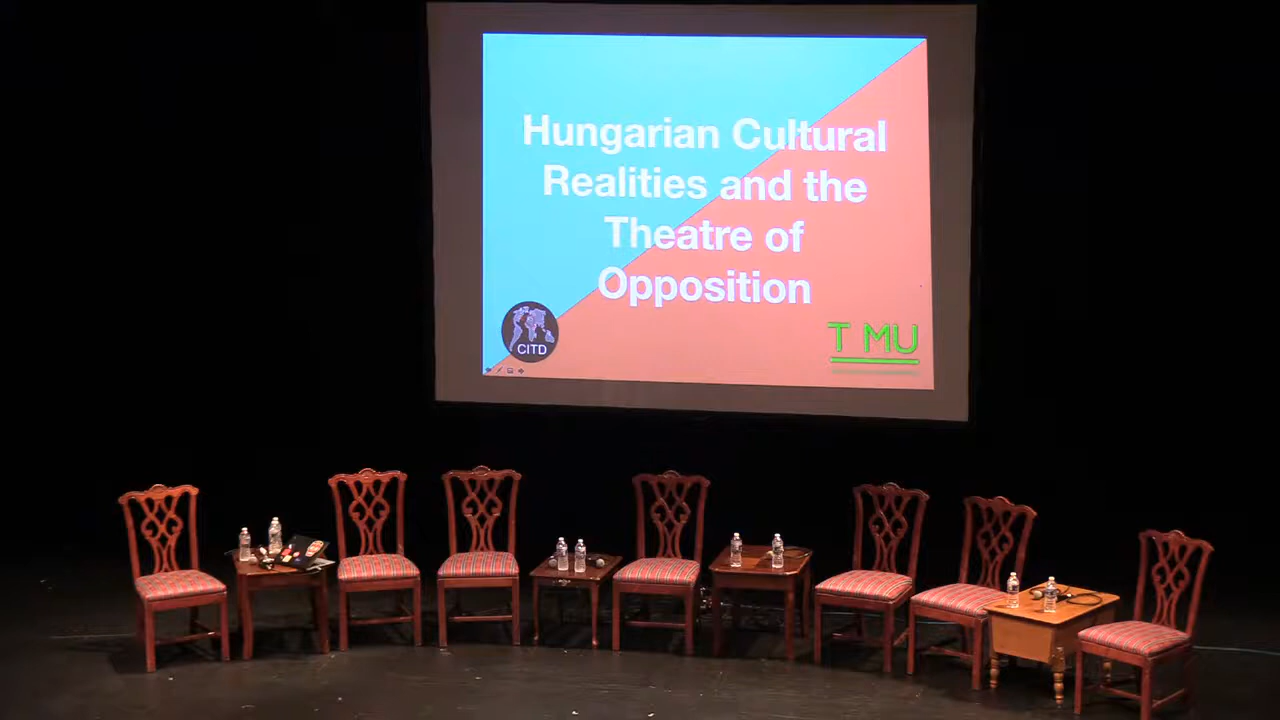 Hungarian Cultural
Realities and the
Theatre of
Opposition
CITD
T MU